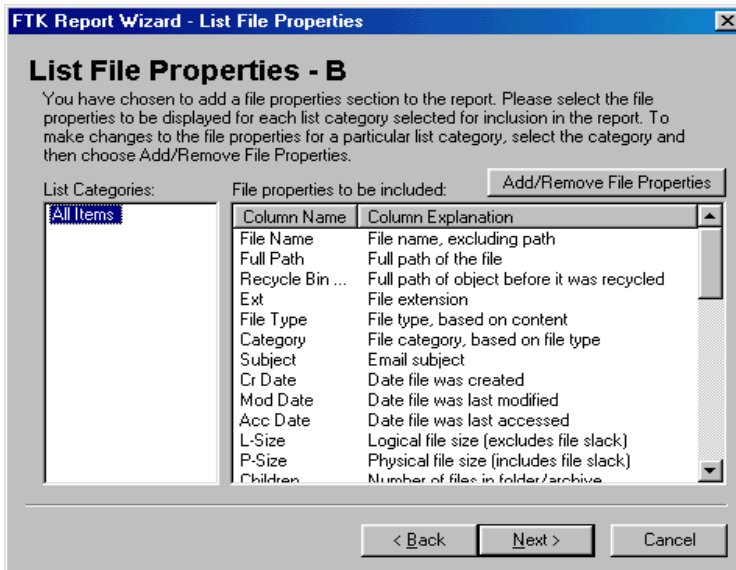 FTK Report Wizard - List File Properties
List File Properties - B
You have chosen to add a file properties section to the report. Please select the file
properties to be displayed for each list category selected for inclusion in the report. To
make changes to the file properties for a particular list category, select the category and
then choose Add/Remove File Properties.
List Categories:
File properties to be included:
Add/Remove File Properties
All Items
Column Name Column Explanation
File Name File name, excluding path
Full Path Full path of the file
Recycle Bin ... Full path of object before it was recycled
Ext File extension
File Type File type, based on content
Category File category, based on file type
Subject Email subject
Cr Date Date file was created
Mod Date Date file was last modified
Acc Date Date file was last accessed
L-Size Logical file size (excludes file slack)
P-Size Physical file size (includes file slack)
Children Number of files in folder/archive
< Back
Next >
Cancel